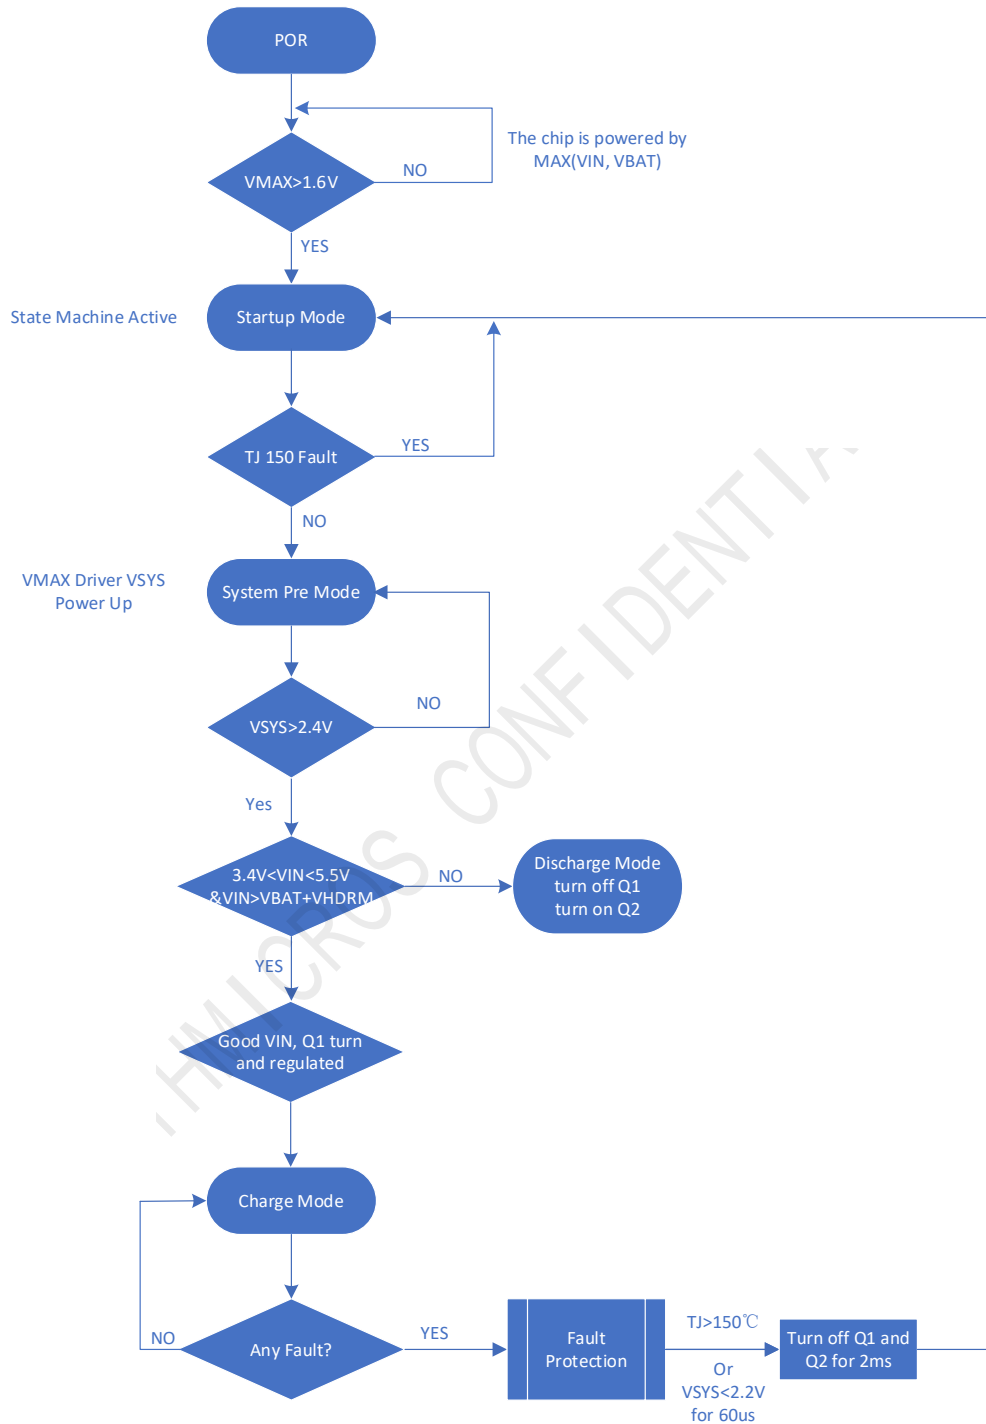 POR
The chip is powered by
MAX(VIN, VBAT)
VMAX>1.6V
NO
YES
State Machine Active
Startup Mode
TJ 150 Fault
YES
NO
VMAX Driver VSYS
Power Up
System Pre Mode
VSYS>2.4V
NO
Yes
3.4V<VIN<5.5V
&VIN>VBAT+VHDRM
NO
Discharge Mode
turn off Q1
turn on Q2
YES
Good VIN, Q1 turn
and regulated
Charge Mode
Any Fault?
NO
YES
Fault
Protection
TJ>150℃
Or
VSYS<2.2V
for 60us
Turn off Q1 and
Q2 for 2ms